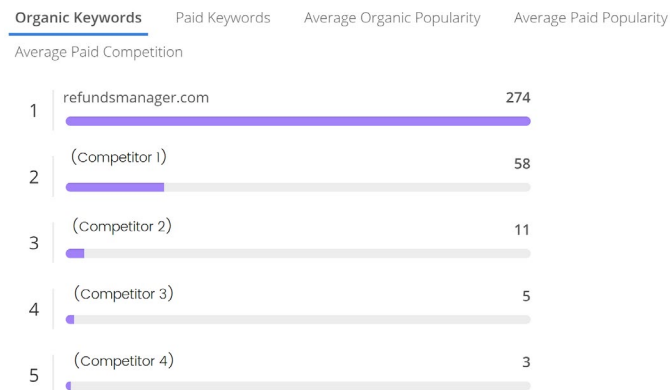 Organic Keywords Paid Keywords Average Organic Popularity Average Paid Popularity
Average Paid Competition
1 refundsmanager.com 274
2 (Competitor 1) 58
3 (Competitor 2) 11
4 (Competitor 3) 5
5 (Competitor 4) 3